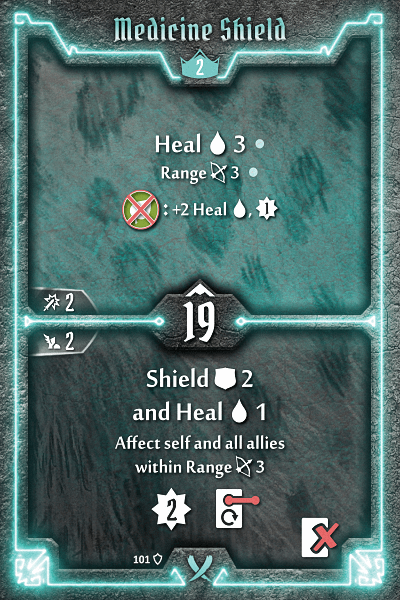 Medicine Shield
2
Heal 3
Range 3
: +2 Heal , 1
2
19
2
Shield 2
and Heal 1
Affect self and all allies
within Range 3
2
101